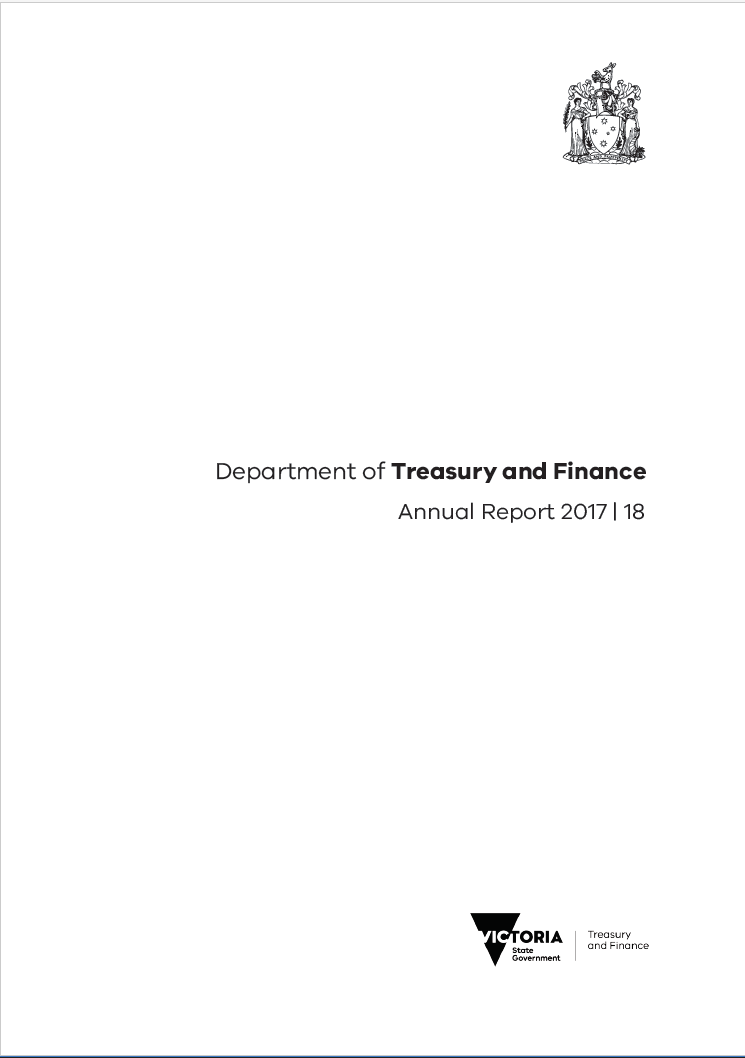 Department of Treasury and Finance
Annual Report 2017 | 18
VICTORIA
State
Government
Treasury
and Finance